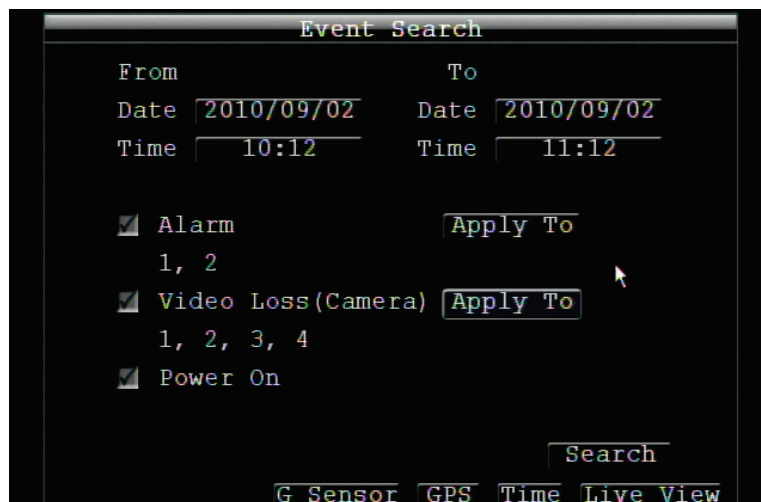 Event Search
From To
Date 2010/09/02 Date 2010/09/02
Time 10:12 Time 11:12
Alarm Apply To
1, 2
Video Loss(Camera) Apply To
1, 2, 3, 4
Power On
Search
G Sensor GPS Time Live View